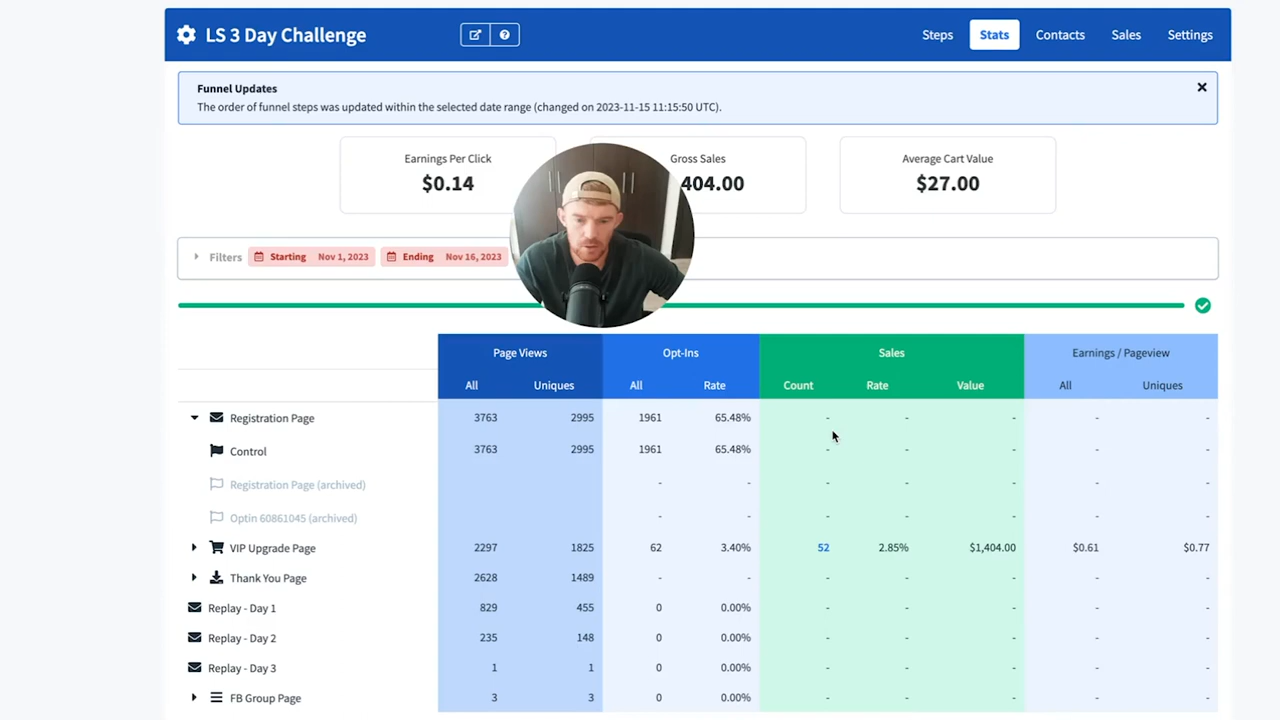 LS 3 Day Challenge Steps Stats Contacts Sales Settings
Funnel Updates
The order of funnel steps was updated within the selected date range (changed on 2023-11-15 11:15:50 UTC).
Earnings Per Click Gross Sales Average Cart Value
$0.14 404.00 $27.00
Filters Starting Nov 1, 2023 Ending Nov 16, 2023
Page Views Opt-Ins Sales Earnings / Pageview
All Uniques All Rate Count Rate Value All Uniques
Registration Page 3763 2995 1961 65.48% - - - - -
Control 3763 2995 1961 65.48% - - - - -
Registration Page (archived) - - - - - - -
Optin 60861045 (archived) - - - - - - -
VIP Upgrade Page 2297 1825 62 3.40% 52 2.85% $1,404.00 $0.61 $0.77
Thank You Page 2628 1489 - - - - - - -
Replay - Day 1 829 455 0 0.00% - - - - -
Replay - Day 2 235 148 0 0.00% - - - - -
Replay - Day 3 1 1 0 0.00% - - - - -
FB Group Page 3 3 0 0.00% - - - - -